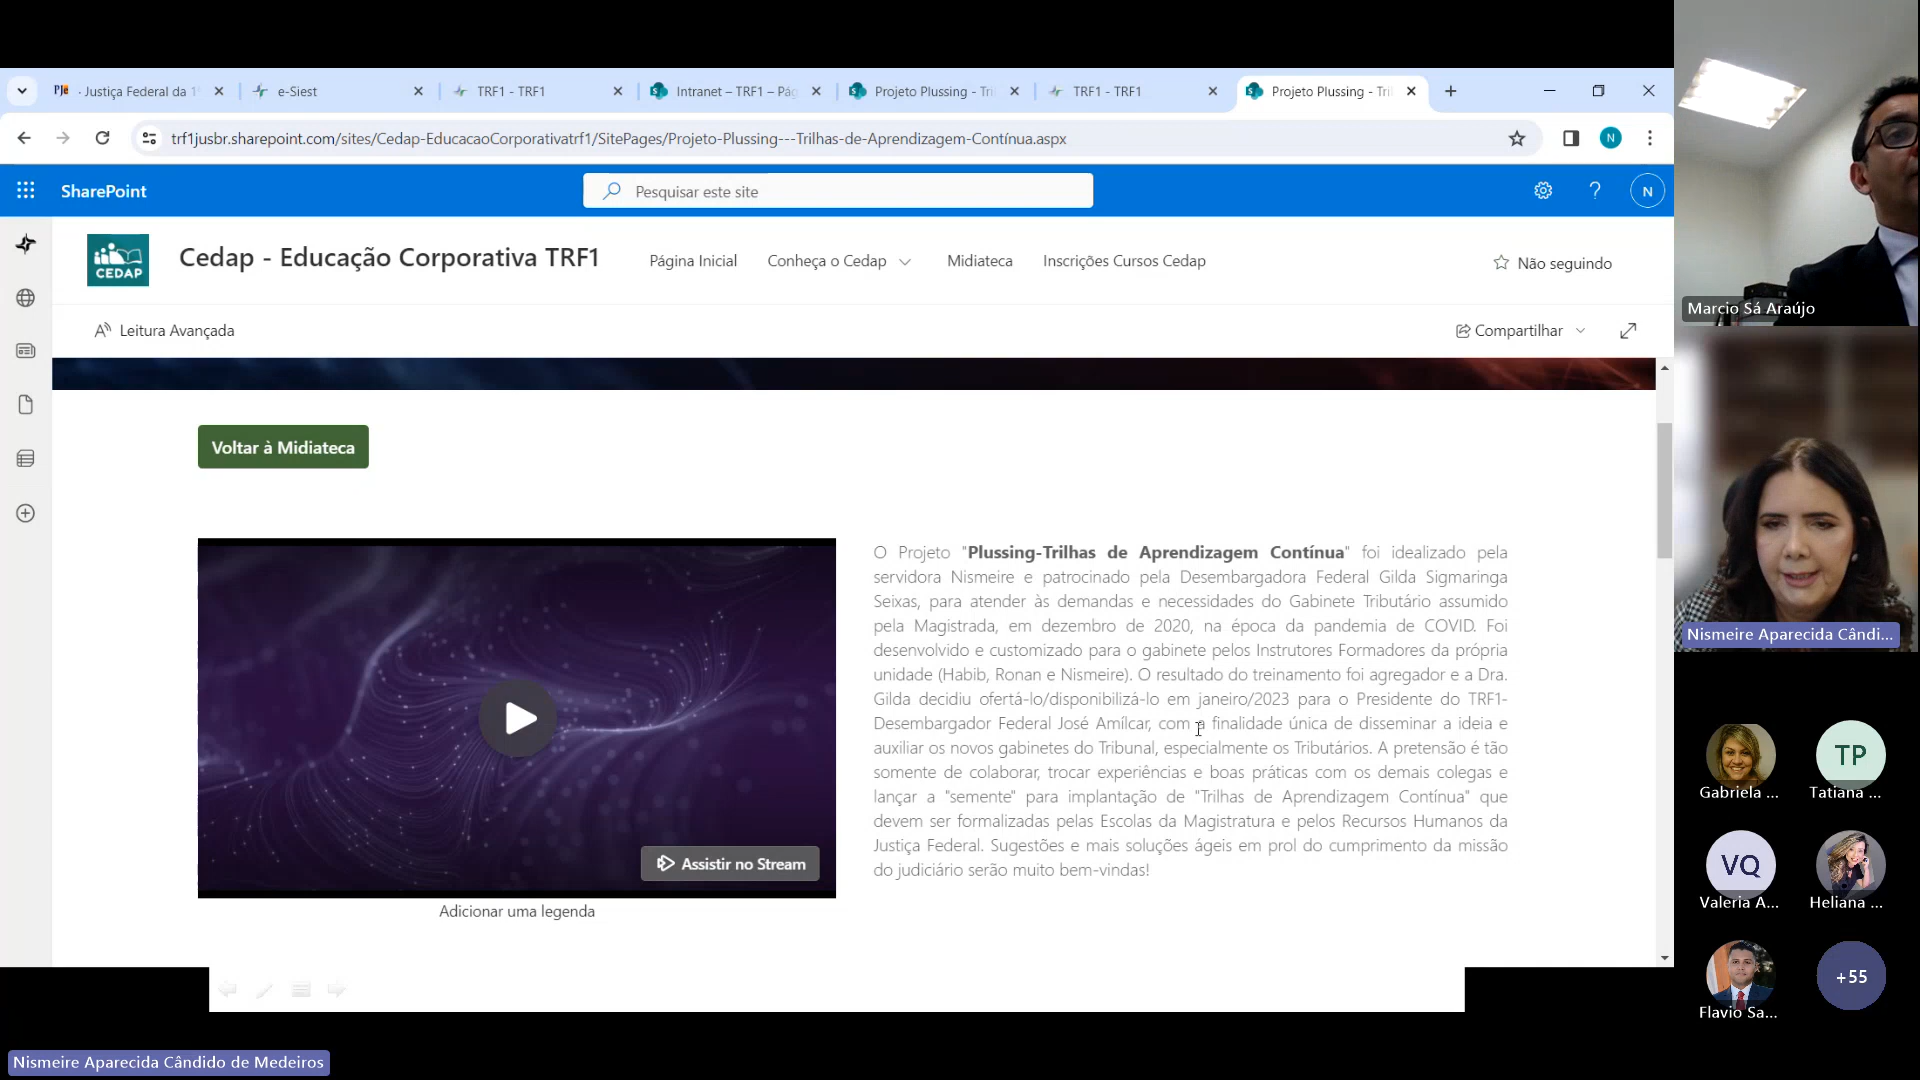 PJe
· Justiça Federal da 1ª
e-Siest
TRF1 - TRF1
Intranet – TRF1 – Pág
Projeto Plussing - Tri
TRF1 - TRF1
Projeto Plussing - Tri
trf1jusbr.sharepoint.com/sites/Cedap-EducacaoCorporativatrf1/SitePages/Projeto-Plussing---Trilhas-de-Aprendizagem-Contínua.aspx
N
SharePoint
Pesquisar este site
N
CEDAP
Cedap - Educação Corporativa TRF1
Página Inicial
Conheça o Cedap
Midiateca
Inscrições Cursos Cedap
Não seguindo
Leitura Avançada
Compartilhar
Voltar à Midiateca
Assistir no Stream
Adicionar uma legenda
O Projeto "Plussing-Trilhas de Aprendizagem Contínua" foi idealizado pela
servidora Nismeire e patrocinado pela Desembargadora Federal Gilda Sigmaringa
Seixas, para atender às demandas e necessidades do Gabinete Tributário assumido
pela Magistrada, em dezembro de 2020, na época da pandemia de COVID. Foi
desenvolvido e customizado para o gabinete pelos Instrutores Formadores da própria
unidade (Habib, Ronan e Nismeire). O resultado do treinamento foi agregador e a Dra.
Gilda decidiu ofertá-lo/disponibilizá-lo em janeiro/2023 para o Presidente do TRF1-
Desembargador Federal José Amílcar, com a finalidade única de disseminar a ideia e
auxiliar os novos gabinetes do Tribunal, especialmente os Tributários. A pretensão é tão
somente de colaborar, trocar experiências e boas práticas com os demais colegas e
lançar a "semente" para implantação de "Trilhas de Aprendizagem Contínua" que
devem ser formalizadas pelas Escolas da Magistratura e pelos Recursos Humanos da
Justiça Federal. Sugestões e mais soluções ágeis em prol do cumprimento da missão
do judiciário serão muito bem-vindas!
Marcio Sá Araújo
Nismeire Aparecida Cândi...
Gabriela ...
TP
Tatiana ...
VQ
Valeria A...
Heliana ...
Flavio Sa...
+55
Nismeire Aparecida Cândido de Medeiros